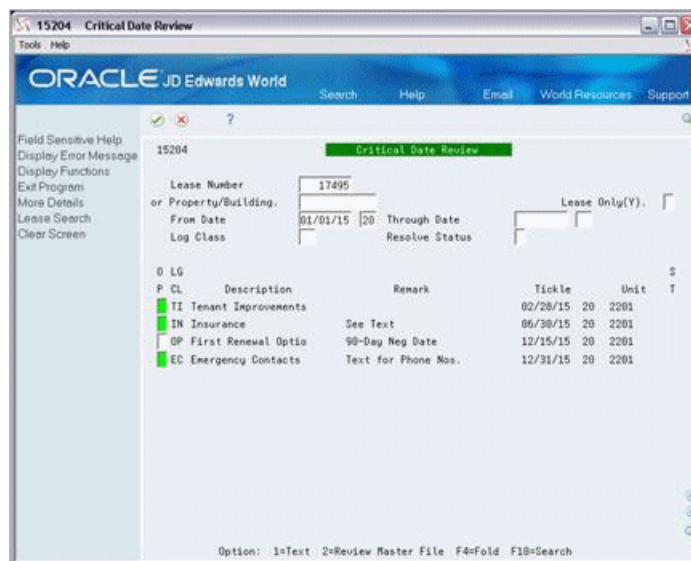 15204 Critical Date Review
Tools Help
ORACLE JD Edwards World
Search Help Email World Resources Support
?
Field Sensitive Help
Display Error Message
Display Functions
Exit Program
More Details
Lease Search
Clear Screen
15204 Critical Date Review
Lease Number 17495
or Property/Building. Lease Only(Y).
From Date 01/01/15 20 Through Date
Log Class Resolve Status
O LG S
P CL Description Remark Tickle Unit T
TI Tenant Improvements 02/28/15 20 2201
IN Insurance See Text 06/30/15 20 2201
OP First Renewal Optio 90-Day Neg Date 12/15/15 20 2201
EC Emergency Contacts Text for Phone Nos. 12/31/15 20 2201
Option: 1=Text 2=Review Master File F4=Fold F18=Search